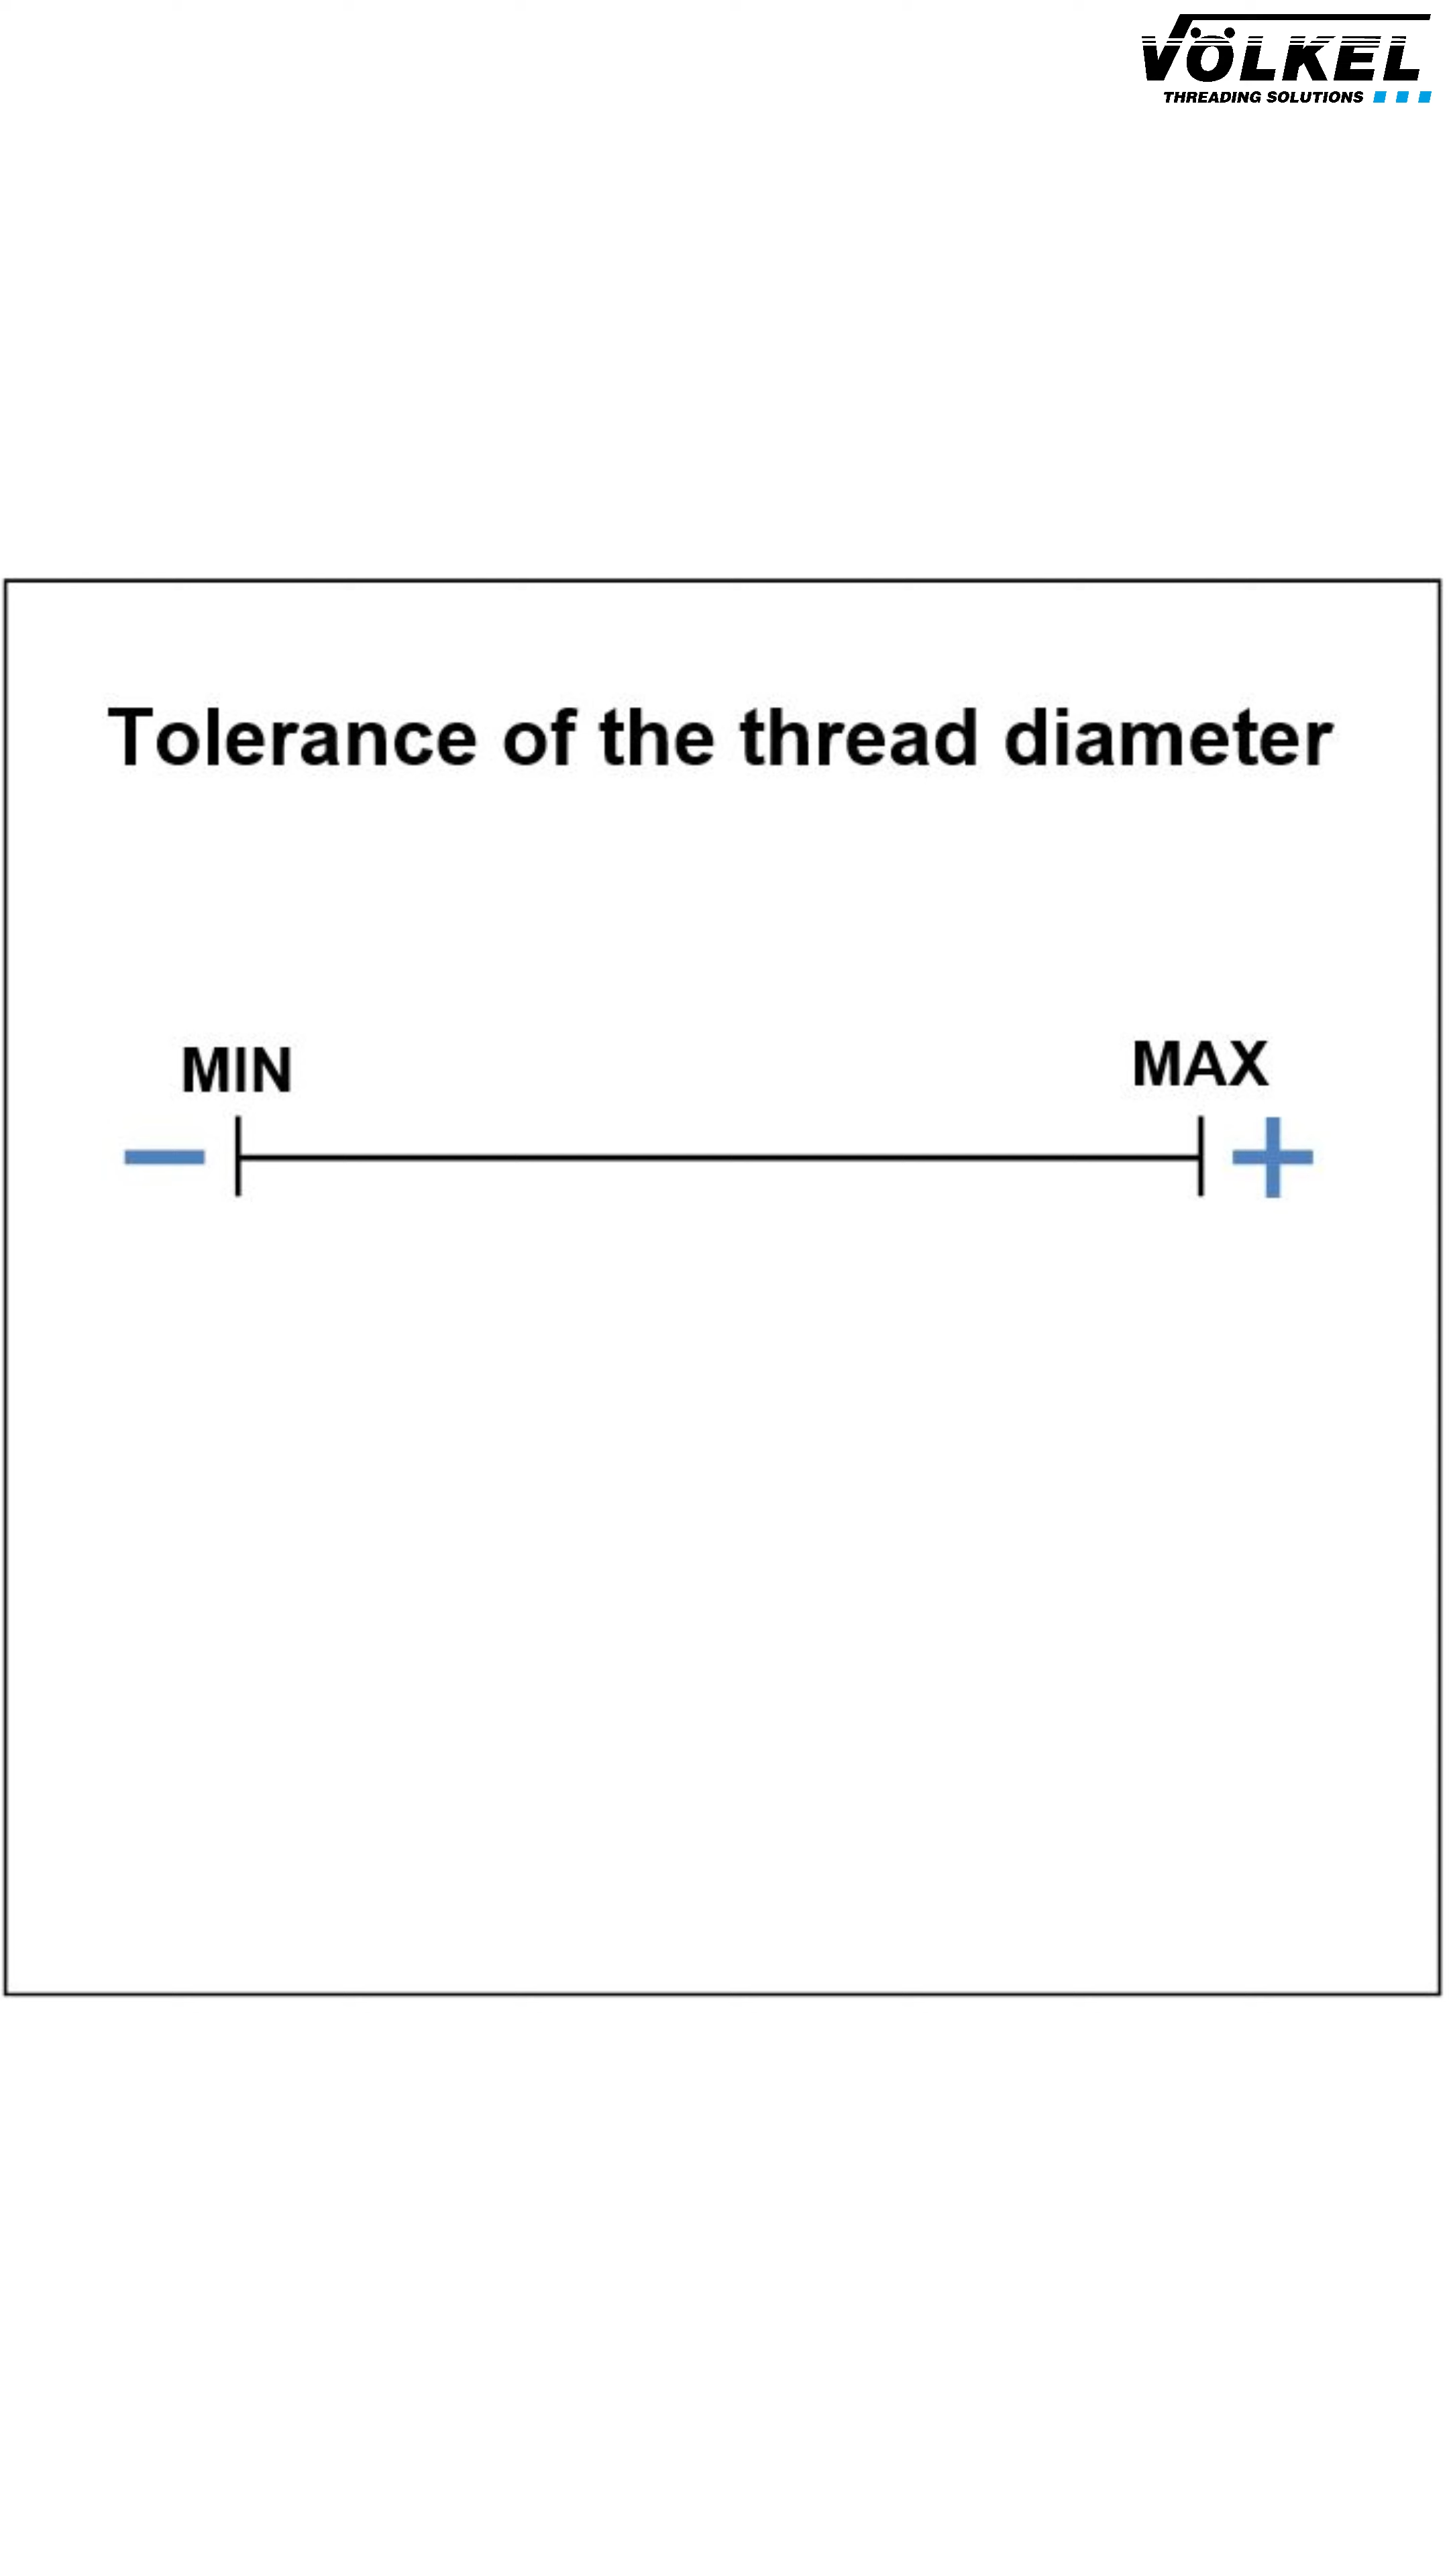 VÖLKEL
THREADING SOLUTIONS
Tolerance of the thread diameter
MIN
MAX